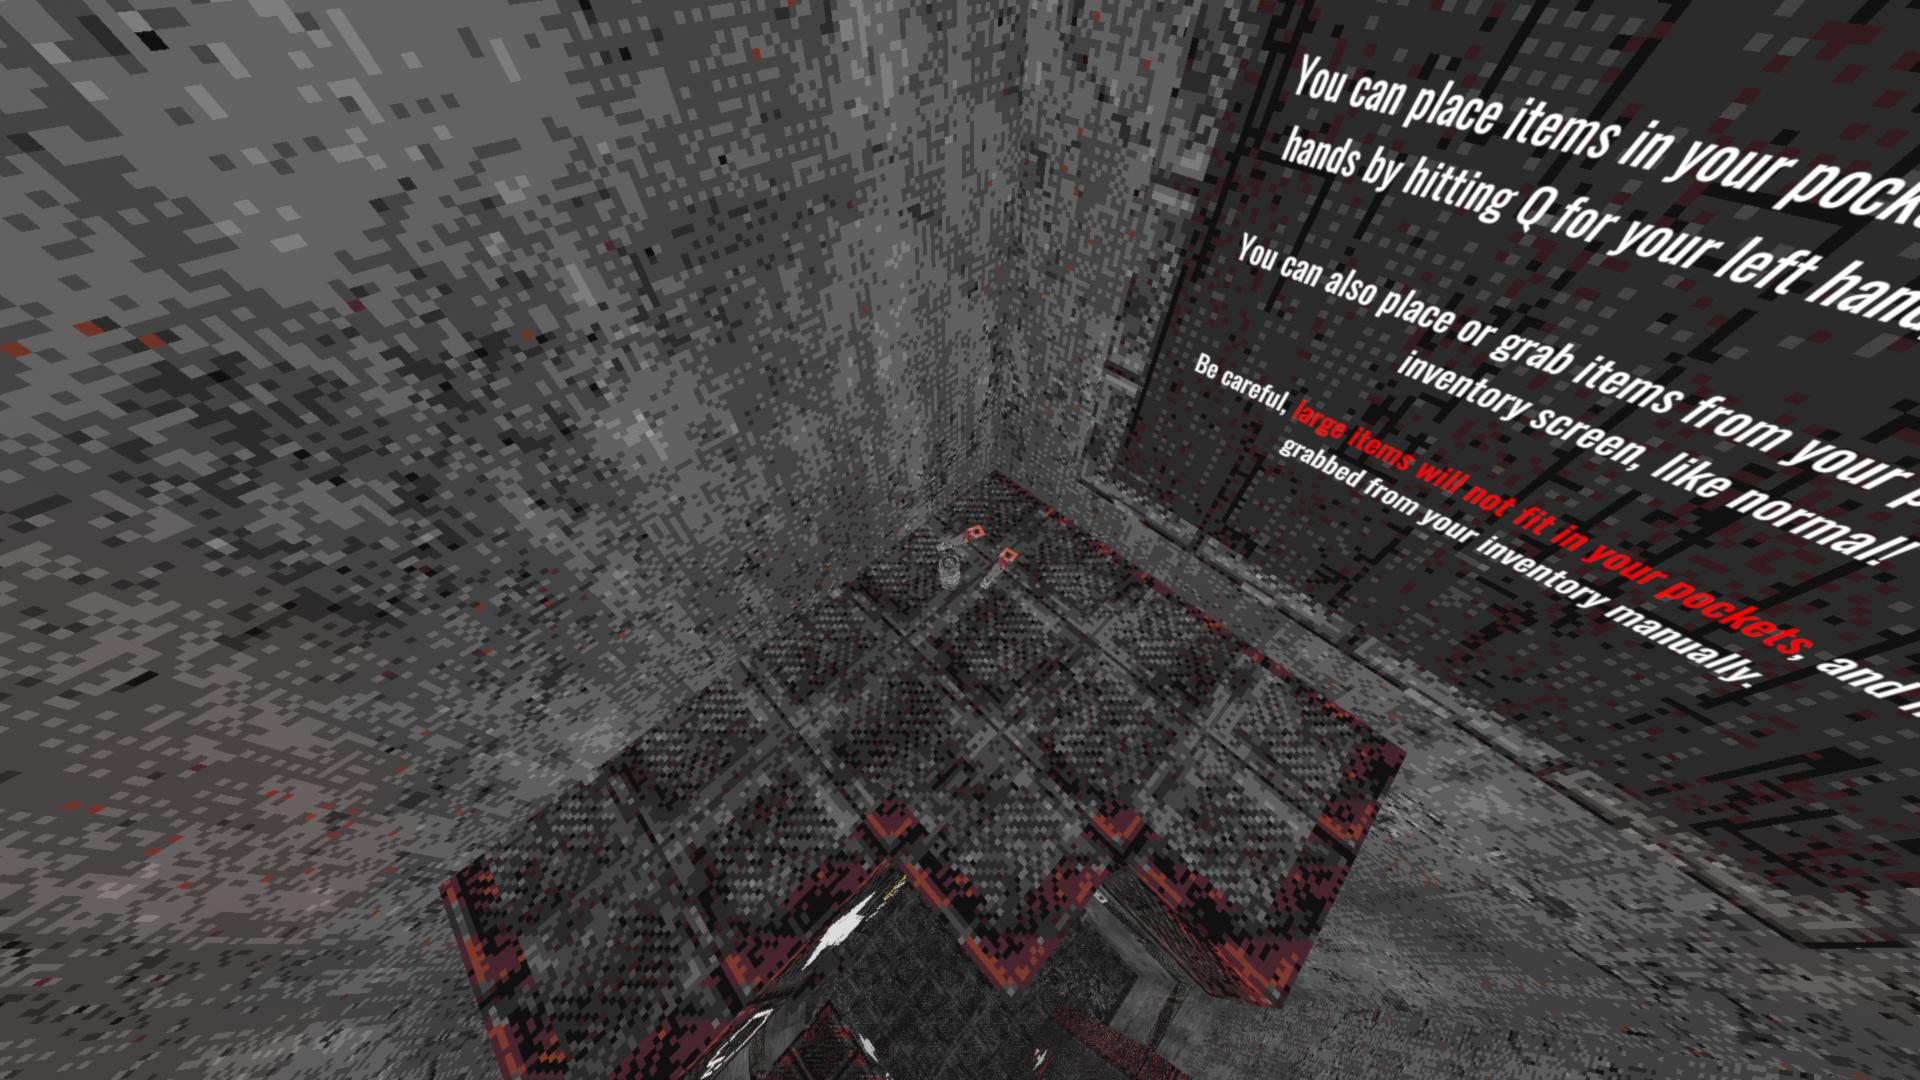 You can place items in your
hands by hitting Q for your left
You can also place or grab items from your
inventory screen, like normal!!
Be careful, large items will not fit in your pockets, and
grabbed from your inventory manually.